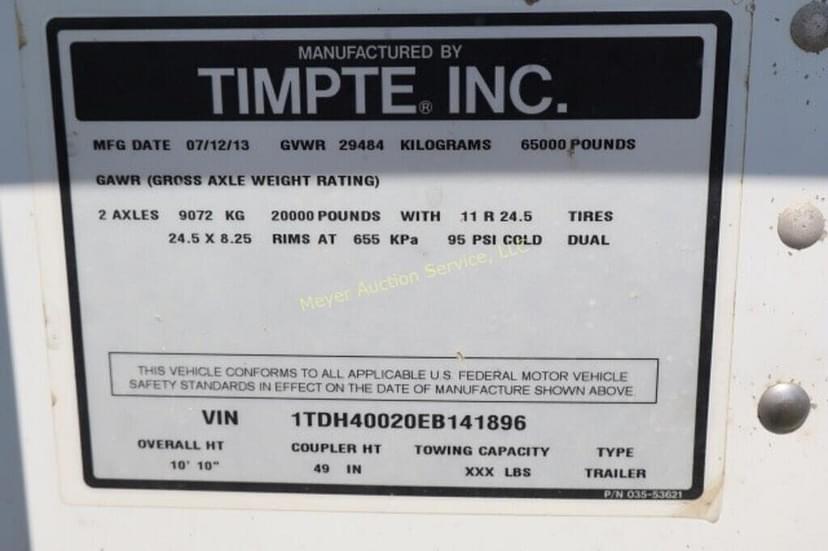 MANUFACTURED BY
TIMPTE® INC.
MFG DATE 07/12/13 GVWR 29484 KILOGRAMS 65000 POUNDS
GAWR (GROSS AXLE WEIGHT RATING)
2 AXLES 9072 KG 20000 POUNDS WITH 11 R 24.5 TIRES
24.5 X 8.25 RIMS AT 655 KPa 95 PSI COLD DUAL
Meyer Auction Service, LLC
THIS VEHICLE CONFORMS TO ALL APPLICABLE U.S. FEDERAL MOTOR VEHICLE
SAFETY STANDARDS IN EFFECT ON THE DATE OF MANUFACTURE SHOWN ABOVE
VIN 1TDH40020EB141896
OVERALL HT COUPLER HT TOWING CAPACITY TYPE
10' 10" 49 IN XXX LBS TRAILER
P/N 035-53621